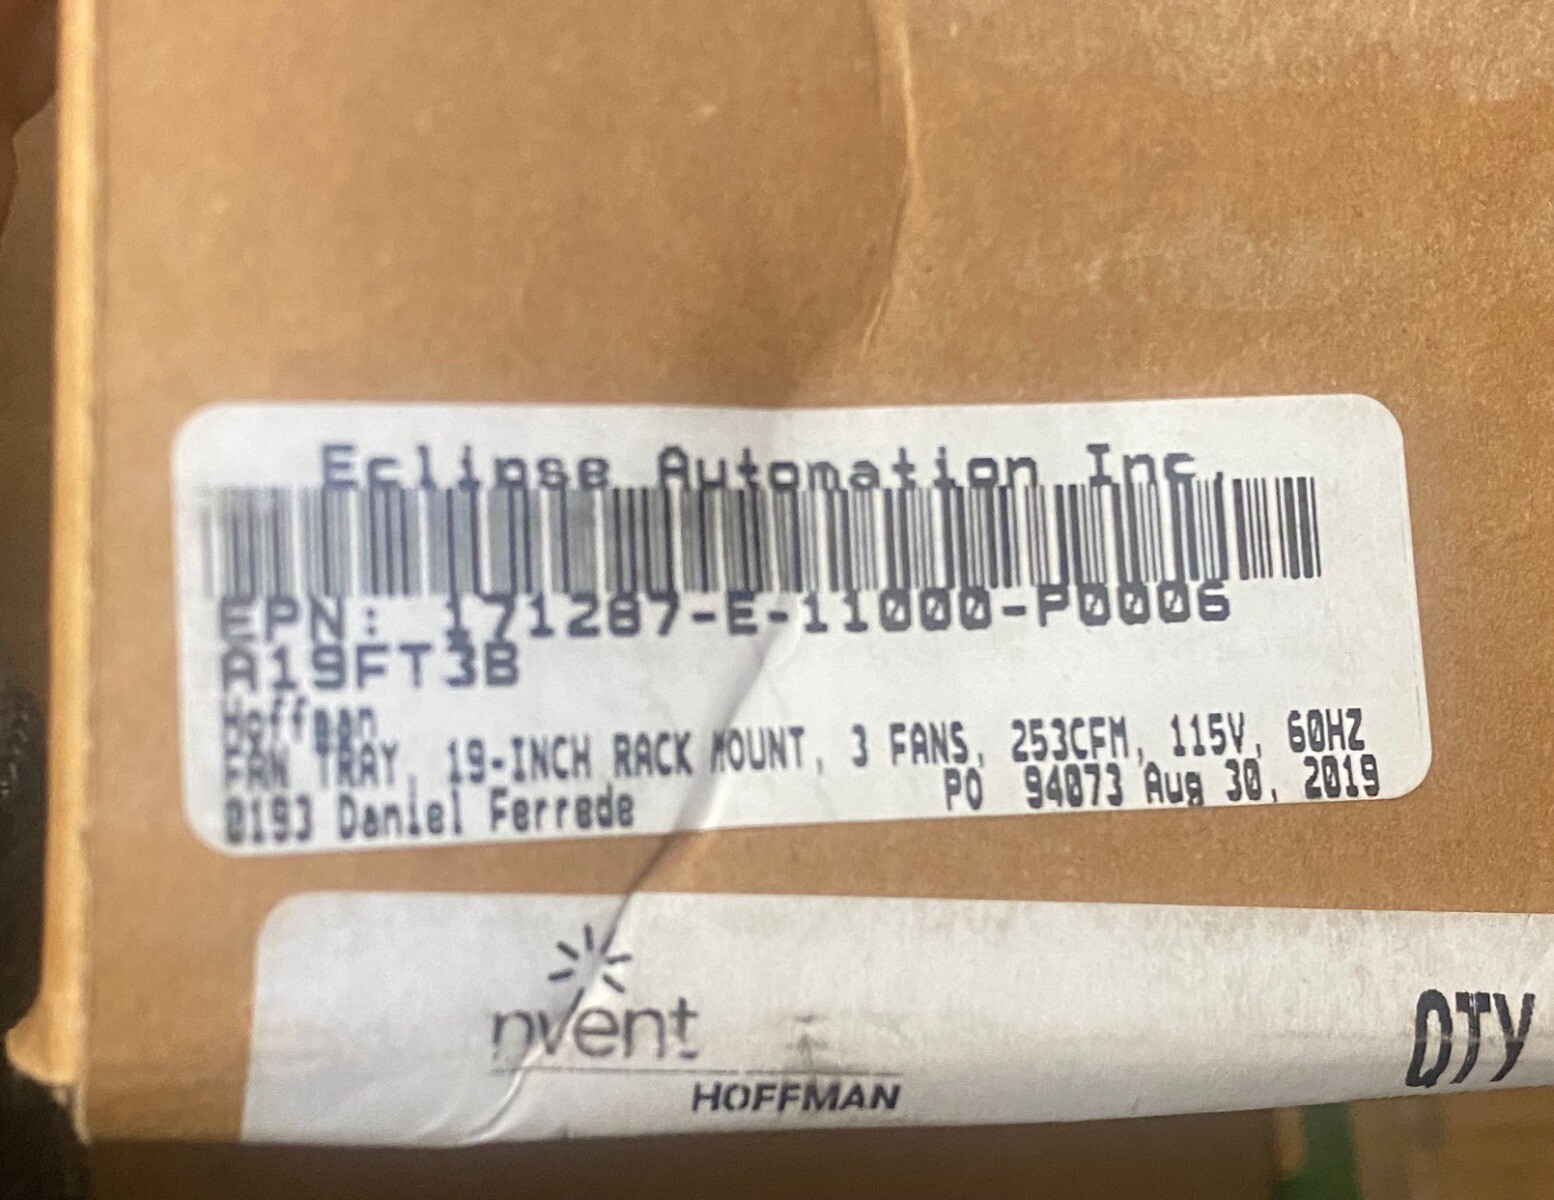 Eclipse Automation Inc.
EPN: 171287-E-11000-P0006
A19FT3B
Hoffman
FAN TRAY, 19-INCH RACK MOUNT, 3 FANS, 253CFM, 115V, 60HZ
0193 Daniel Ferrede PO 94073 Aug 30, 2019
nvent
HOFFMAN
QTY